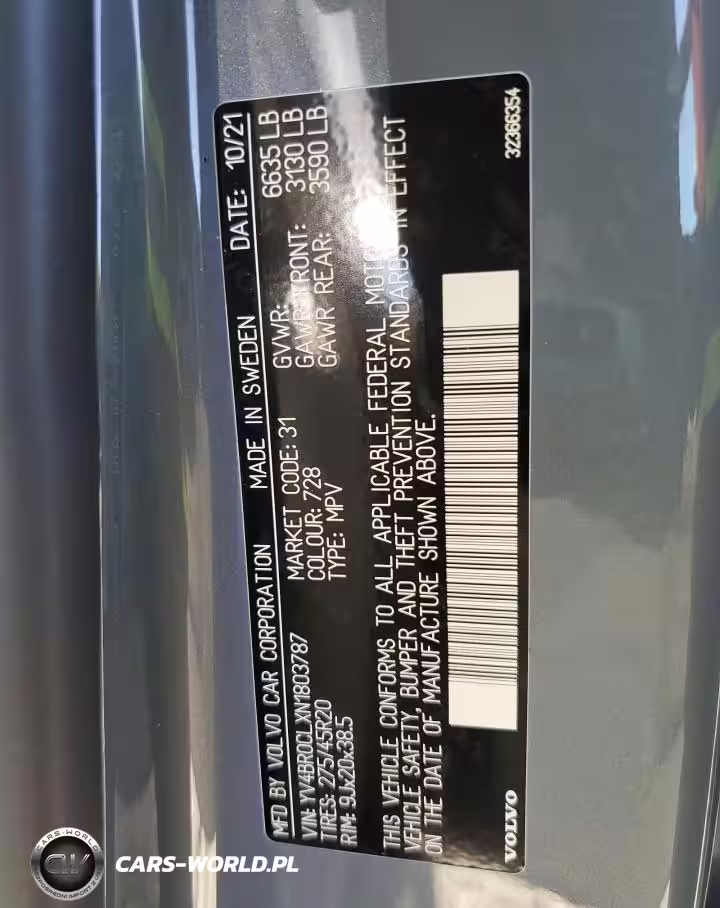 MFD BY VOLVO CAR CORPORATION MADE IN SWEDEN DATE: 10/21
VIN: YV4BR0CLXN1803787 MARKET CODE: 31 GVWR: 6635 LB
TIRES: 275/45R20 COLOUR: 728 GAWR FRONT: 3130 LB
RIM: 9Jx20x38.5 TYPE: MPV GAWR REAR: 3590 LB
THIS VEHICLE CONFORMS TO ALL APPLICABLE FEDERAL MOTOR
VEHICLE SAFETY, BUMPER AND THEFT PREVENTION STANDARDS IN EFFECT
ON THE DATE OF MANUFACTURE SHOWN ABOVE.
VOLVO 32366354
CARS-WORLD
CW
CARS-WORLD.PL